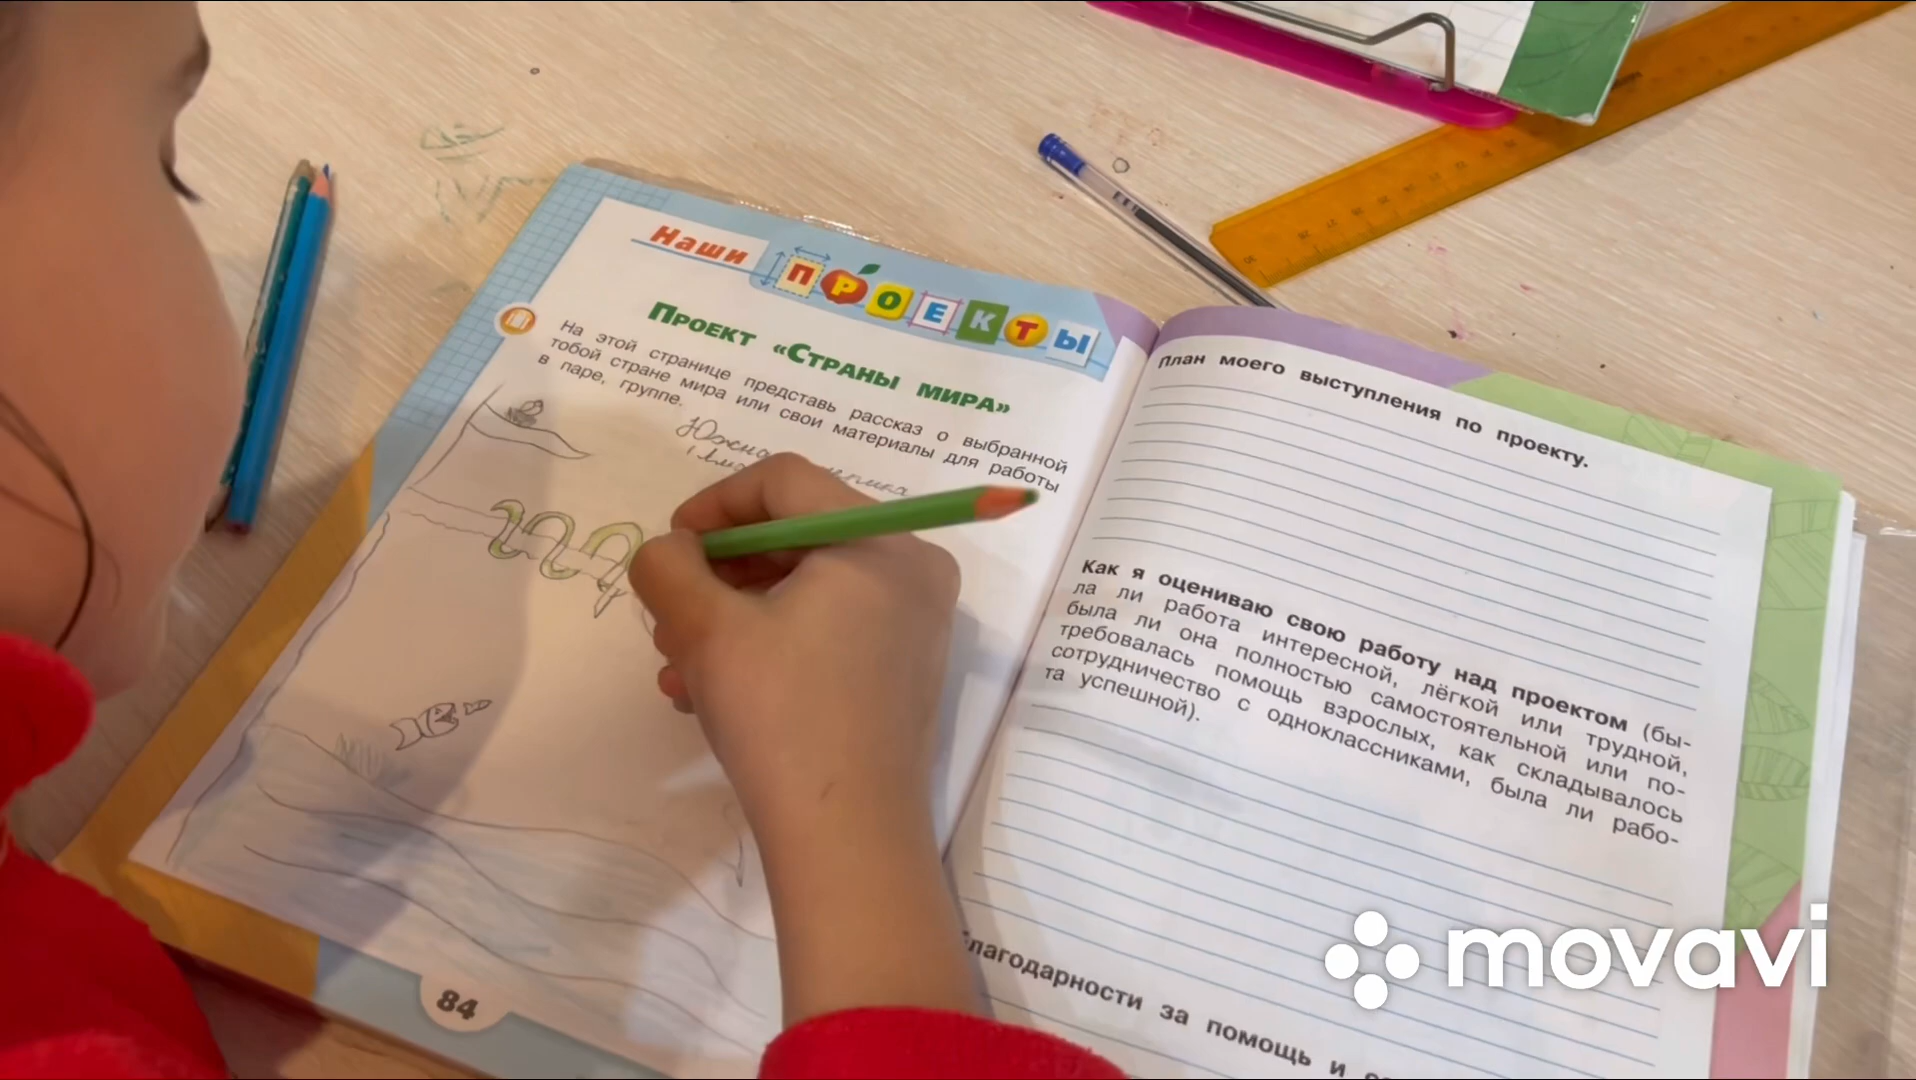 Наши ПРОЕКТЫ
ПРОЕКТ «СТРАНЫ МИРА»
На этой странице представь рассказ о выбранной
тобой стране мира или свои материалы для работы
в паре, группе.
84
План моего выступления по проекту.
Как я оцениваю свою работу над проектом (бы-
ла ли работа интересной, лёгкой или трудной,
была ли она полностью самостоятельной или по-
требовалась помощь взрослых, как складывалось
сотрудничество с одноклассниками, была ли рабо-
та успешной).
Благодарности за помощь и
movavi